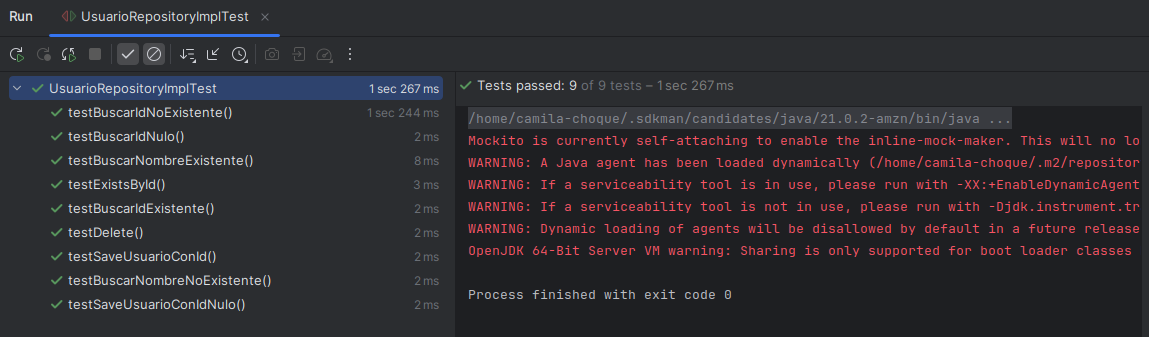 Run UsuarioRepositoryImplTest
UsuarioRepositoryImplTest 1 sec 267 ms
testBuscarIdNoExistente() 1 sec 244 ms
testBuscarIdNulo() 2 ms
testBuscarNombreExistente() 8 ms
testExistsById() 3 ms
testBuscarIdExistente() 2 ms
testDelete() 2 ms
testSaveUsuarioConId() 2 ms
testBuscarNombreNoExistente() 2 ms
testSaveUsuarioConIdNulo() 2 ms
Tests passed: 9 of 9 tests – 1 sec 267 ms
/home/camila-choque/.sdkman/candidates/java/21.0.2-amzn/bin/java ...
Mockito is currently self-attaching to enable the inline-mock-maker. This will no lo
WARNING: A Java agent has been loaded dynamically (/home/camila-choque/.m2/repositor
WARNING: If a serviceability tool is in use, please run with -XX:+EnableDynamicAgent
WARNING: If a serviceability tool is not in use, please run with -Djdk.instrument.tr
WARNING: Dynamic loading of agents will be disallowed by default in a future release
OpenJDK 64-Bit Server VM warning: Sharing is only supported for boot loader classes
Process finished with exit code 0